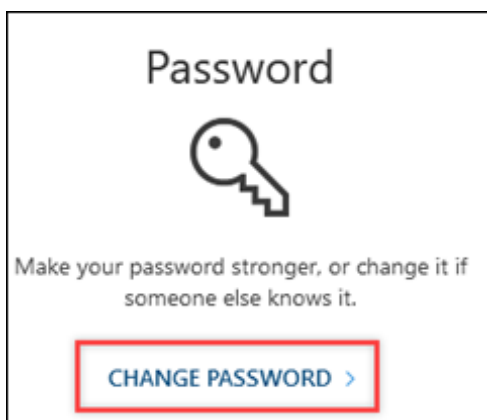 Password
Make your password stronger, or change it if
someone else knows it.
CHANGE PASSWORD >